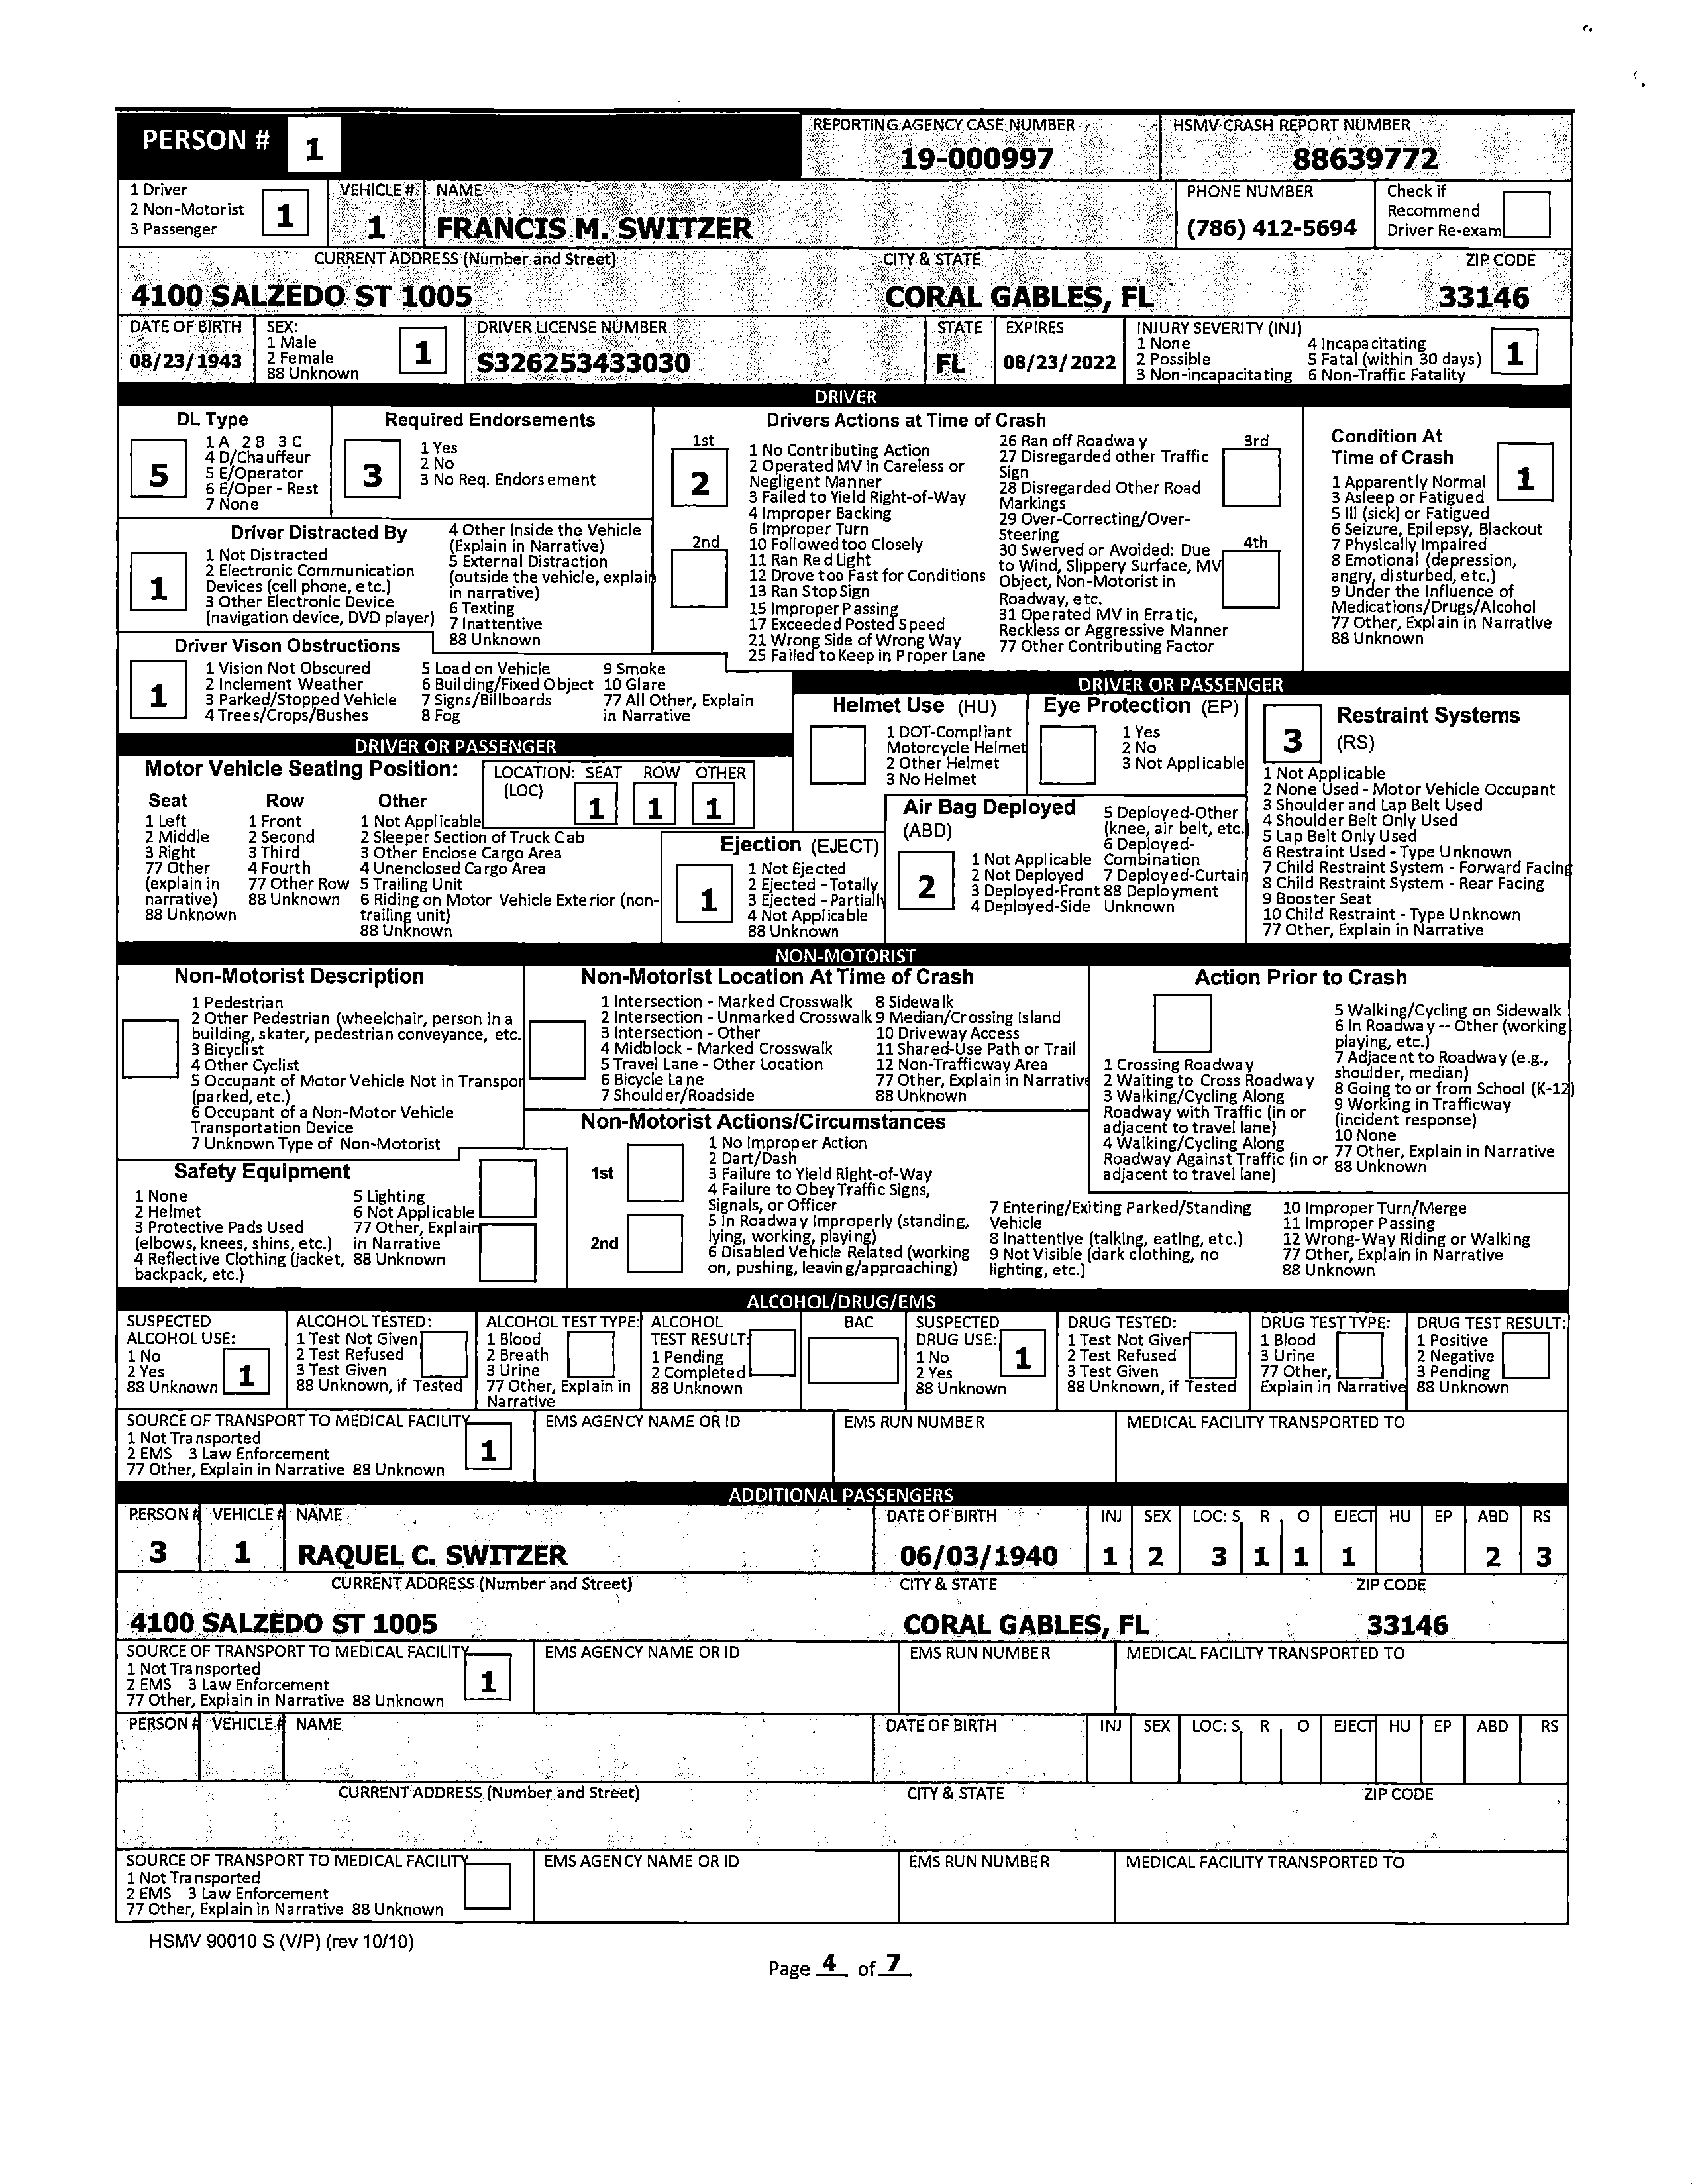 PERSON # 1
REPORTING AGENCY CASE NUMBER
19-000997
HSMV CRASH REPORT NUMBER
88639772
1 Driver
2 Non-Motorist
3 Passenger
1
VEHICLE #
1
NAME
FRANCIS M. SWITZER
PHONE NUMBER
(786) 412-5694
Check if
Recommend
Driver Re-exam
CURRENT ADDRESS (Number and Street)
4100 SALZEDO ST 1005
CITY & STATE
CORAL GABLES, FL
ZIP CODE
33146
DATE OF BIRTH
08/23/1943
SEX:
1 Male
2 Female
88 Unknown
1
DRIVER LICENSE NUMBER
S326253433030
STATE
FL
EXPIRES
08/23/2022
INJURY SEVERITY (INJ)
1 None
2 Possible
3 Non-incapacitating
4 Incapacitating
5 Fatal (within 30 days)
6 Non-Traffic Fatality
1
DRIVER
DL Type
5
1 A 2 B 3 C
4 D/Chauffeur
5 E/Operator
6 E/Oper - Rest
7 None
Required Endorsements
3
1 Yes
2 No
3 No Req. Endorsement
Driver Distracted By
1
1 Not Distracted
2 Electronic Communication
Devices (cell phone, etc.)
3 Other Electronic Device
(navigation device, DVD player)
4 Other Inside the Vehicle
(Explain in Narrative)
5 External Distraction
(outside the vehicle, explain
in narrative)
6 Texting
7 Inattentive
88 Unknown
Driver Vison Obstructions
1
1 Vision Not Obscured
2 Inclement Weather
3 Parked/Stopped Vehicle
4 Trees/Crops/Bushes
5 Load on Vehicle
6 Building/Fixed Object
7 Signs/Billboards
8 Fog
9 Smoke
10 Glare
77 All Other, Explain
in Narrative
Drivers Actions at Time of Crash
1st
2
2nd
1 No Contributing Action
2 Operated MV in Careless or
Negligent Manner
3 Failed to Yield Right-of-Way
4 Improper Backing
6 Improper Turn
10 Followed too Closely
11 Ran Red Light
12 Drove too Fast for Conditions
13 Ran Stop Sign
15 Improper Passing
17 Exceeded Posted Speed
21 Wrong Side of Wrong Way
25 Failed to Keep in Proper Lane
26 Ran off Roadway
27 Disregarded other Traffic
Sign
28 Disregarded Other Road
Markings
29 Over-Correcting/Over-
Steering
30 Swerved or Avoided: Due
to Wind, Slippery Surface, MV
Object, Non-Motorist in
Roadway, etc.
31 Operated MV in Erratic,
Reckless or Aggressive Manner
77 Other Contributing Factor
3rd
4th
Condition At
Time of Crash
1
1 Apparently Normal
3 Asleep or Fatigued
5 Ill (sick) or Fatigued
6 Seizure, Epilepsy, Blackout
7 Physically Impaired
8 Emotional (depression,
angry, disturbed, etc.)
9 Under the Influence of
Medications/Drugs/Alcohol
77 Other, Explain in Narrative
88 Unknown
DRIVER OR PASSENGER
Motor Vehicle Seating Position:
LOCATION: SEAT ROW OTHER
(LOC) 1 1 1
Seat
1 Left
2 Middle
3 Right
77 Other
(explain in
narrative)
88 Unknown
Row
1 Front
2 Second
3 Third
4 Fourth
77 Other Row
88 Unknown
Other
1 Not Applicable
2 Sleeper Section of Truck Cab
3 Other Enclose Cargo Area
4 Unenclosed Cargo Area
5 Trailing Unit
6 Riding on Motor Vehicle Exterior (non-
trailing unit)
88 Unknown
DRIVER OR PASSENGER
Helmet Use (HU)
1 DOT-Compliant
Motorcycle Helmet
2 Other Helmet
3 No Helmet
Eye Protection (EP)
1 Yes
2 No
3 Not Applicable
Ejection (EJECT)
1
1 Not Ejected
2 Ejected - Totally
3 Ejected - Partially
4 Not Applicable
88 Unknown
Air Bag Deployed
(ABD)
2
1 Not Applicable
2 Not Deployed
3 Deployed-Front
4 Deployed-Side
5 Deployed-Other
(knee, air belt, etc.
6 Deployed-
Combination
7 Deployed-Curtain
88 Deployment
Unknown
3
Restraint Systems
(RS)
1 Not Applicable
2 None Used - Motor Vehicle Occupant
3 Shoulder and Lap Belt Used
4 Shoulder Belt Only Used
5 Lap Belt Only Used
6 Restraint Used - Type Unknown
7 Child Restraint System - Forward Facing
8 Child Restraint System - Rear Facing
9 Booster Seat
10 Child Restraint - Type Unknown
77 Other, Explain in Narrative
NON-MOTORIST
Non-Motorist Description
1 Pedestrian
2 Other Pedestrian (wheelchair, person in a
building, skater, pedestrian conveyance, etc.
3 Bicyclist
4 Other Cyclist
5 Occupant of Motor Vehicle Not in Transpor
(parked, etc.)
6 Occupant of a Non-Motor Vehicle
Transportation Device
7 Unknown Type of Non-Motorist
Safety Equipment
1 None
2 Helmet
3 Protective Pads Used
(elbows, knees, shins, etc.)
4 Reflective Clothing (jacket,
backpack, etc.)
5 Lighting
6 Not Applicable
77 Other, Explain
in Narrative
88 Unknown
Non-Motorist Location At Time of Crash
1 Intersection - Marked Crosswalk
2 Intersection - Unmarked Crosswalk
3 Intersection - Other
4 Midblock - Marked Crosswalk
5 Travel Lane - Other Location
6 Bicycle Lane
7 Shoulder/Roadside
8 Sidewalk
9 Median/Crossing Island
10 Driveway Access
11 Shared-Use Path or Trail
12 Non-Trafficway Area
77 Other, Explain in Narrative
88 Unknown
Action Prior to Crash
1 Crossing Roadway
2 Waiting to Cross Roadway
3 Walking/Cycling Along
Roadway with Traffic (in or
adjacent to travel lane)
4 Walking/Cycling Along
Roadway Against Traffic (in or
adjacent to travel lane)
5 Walking/Cycling on Sidewalk
6 In Roadway -- Other (working
playing, etc.)
7 Adjacent to Roadway (e.g.,
shoulder, median)
8 Going to or from School (K-12)
9 Working in Trafficway
(incident response)
10 None
77 Other, Explain in Narrative
88 Unknown
Non-Motorist Actions/Circumstances
1st
2nd
1 No Improper Action
2 Dart/Dash
3 Failure to Yield Right-of-Way
4 Failure to Obey Traffic Signs,
Signals, or Officer
5 In Roadway Improperly (standing,
lying, working, playing)
6 Disabled Vehicle Related (working
on, pushing, leaving/approaching)
7 Entering/Exiting Parked/Standing
Vehicle
8 Inattentive (talking, eating, etc.)
9 Not Visible (dark clothing, no
lighting, etc.)
10 Improper Turn/Merge
11 Improper Passing
12 Wrong-Way Riding or Walking
77 Other, Explain in Narrative
88 Unknown
ALCOHOL/DRUG/EMS
SUSPECTED
ALCOHOL USE:
1 No
2 Yes
88 Unknown
1
ALCOHOL TESTED:
1 Test Not Given
2 Test Refused
3 Test Given
88 Unknown, if Tested
ALCOHOL TEST TYPE:
1 Blood
2 Breath
3 Urine
77 Other, Explain in
Narrative
ALCOHOL
TEST RESULT:
1 Pending
2 Completed
88 Unknown
BAC
SUSPECTED
DRUG USE:
1 No
2 Yes
88 Unknown
1
DRUG TESTED:
1 Test Not Given
2 Test Refused
3 Test Given
88 Unknown, if Tested
DRUG TEST TYPE:
1 Blood
3 Urine
77 Other,
Explain in Narrative
DRUG TEST RESULT:
1 Positive
2 Negative
3 Pending
88 Unknown
SOURCE OF TRANSPORT TO MEDICAL FACILITY
1 Not Transported
2 EMS 3 Law Enforcement
77 Other, Explain in Narrative 88 Unknown
1
EMS AGENCY NAME OR ID
EMS RUN NUMBER
MEDICAL FACILITY TRANSPORTED TO
ADDITIONAL PASSENGERS
PERSON # VEHICLE # NAME DATE OF BIRTH INJ SEX LOC: S R O EJECT HU EP ABD RS
3 1 RAQUEL C. SWITZER 06/03/1940 1 2 3 1 1 1 2 3
CURRENT ADDRESS (Number and Street) CITY & STATE ZIP CODE
4100 SALZEDO ST 1005 CORAL GABLES, FL 33146
SOURCE OF TRANSPORT TO MEDICAL FACILITY
1 Not Transported
2 EMS 3 Law Enforcement
77 Other, Explain in Narrative 88 Unknown
1
EMS AGENCY NAME OR ID
EMS RUN NUMBER
MEDICAL FACILITY TRANSPORTED TO
PERSON # VEHICLE # NAME DATE OF BIRTH INJ SEX LOC: S R O EJECT HU EP ABD RS
CURRENT ADDRESS (Number and Street) CITY & STATE ZIP CODE
SOURCE OF TRANSPORT TO MEDICAL FACILITY
1 Not Transported
2 EMS 3 Law Enforcement
77 Other, Explain in Narrative 88 Unknown
EMS AGENCY NAME OR ID
EMS RUN NUMBER
MEDICAL FACILITY TRANSPORTED TO
HSMV 90010 S (V/P) (rev 10/10)
Page 4 of 7